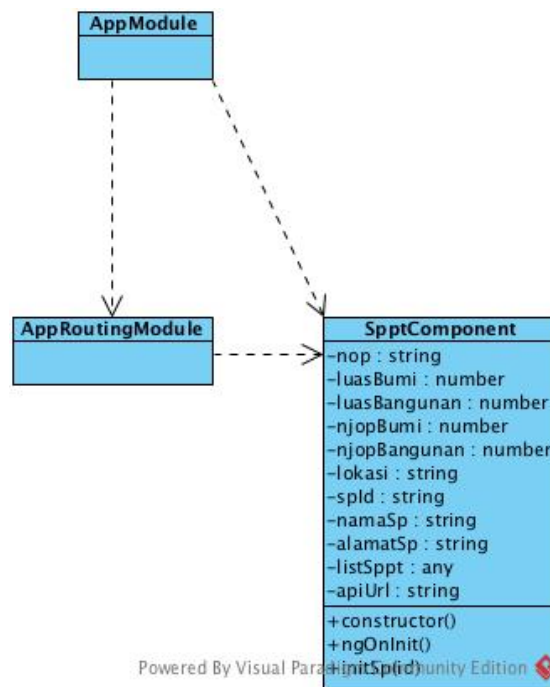 AppModule
AppRoutingModule
SpptComponent
-nop : string
-luasBumi : number
-luasBangunan : number
-njopBumi : number
-njopBangunan : number
-lokasi : string
-spId : string
-namaSp : string
-alamatSp : string
-listSppt : any
-apiUrl : string
+constructor()
+ngOnInit()
Powered By Visual Paradigm Community Edition